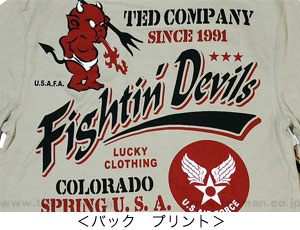 TED COMPANY
SINCE 1991
U.S.A.F.A.
Fightin' Devils
LUCKY
CLOTHING
COLORADO
SPRING U.S.A.
U.S. AIR FORCE
＜バック　プリント＞